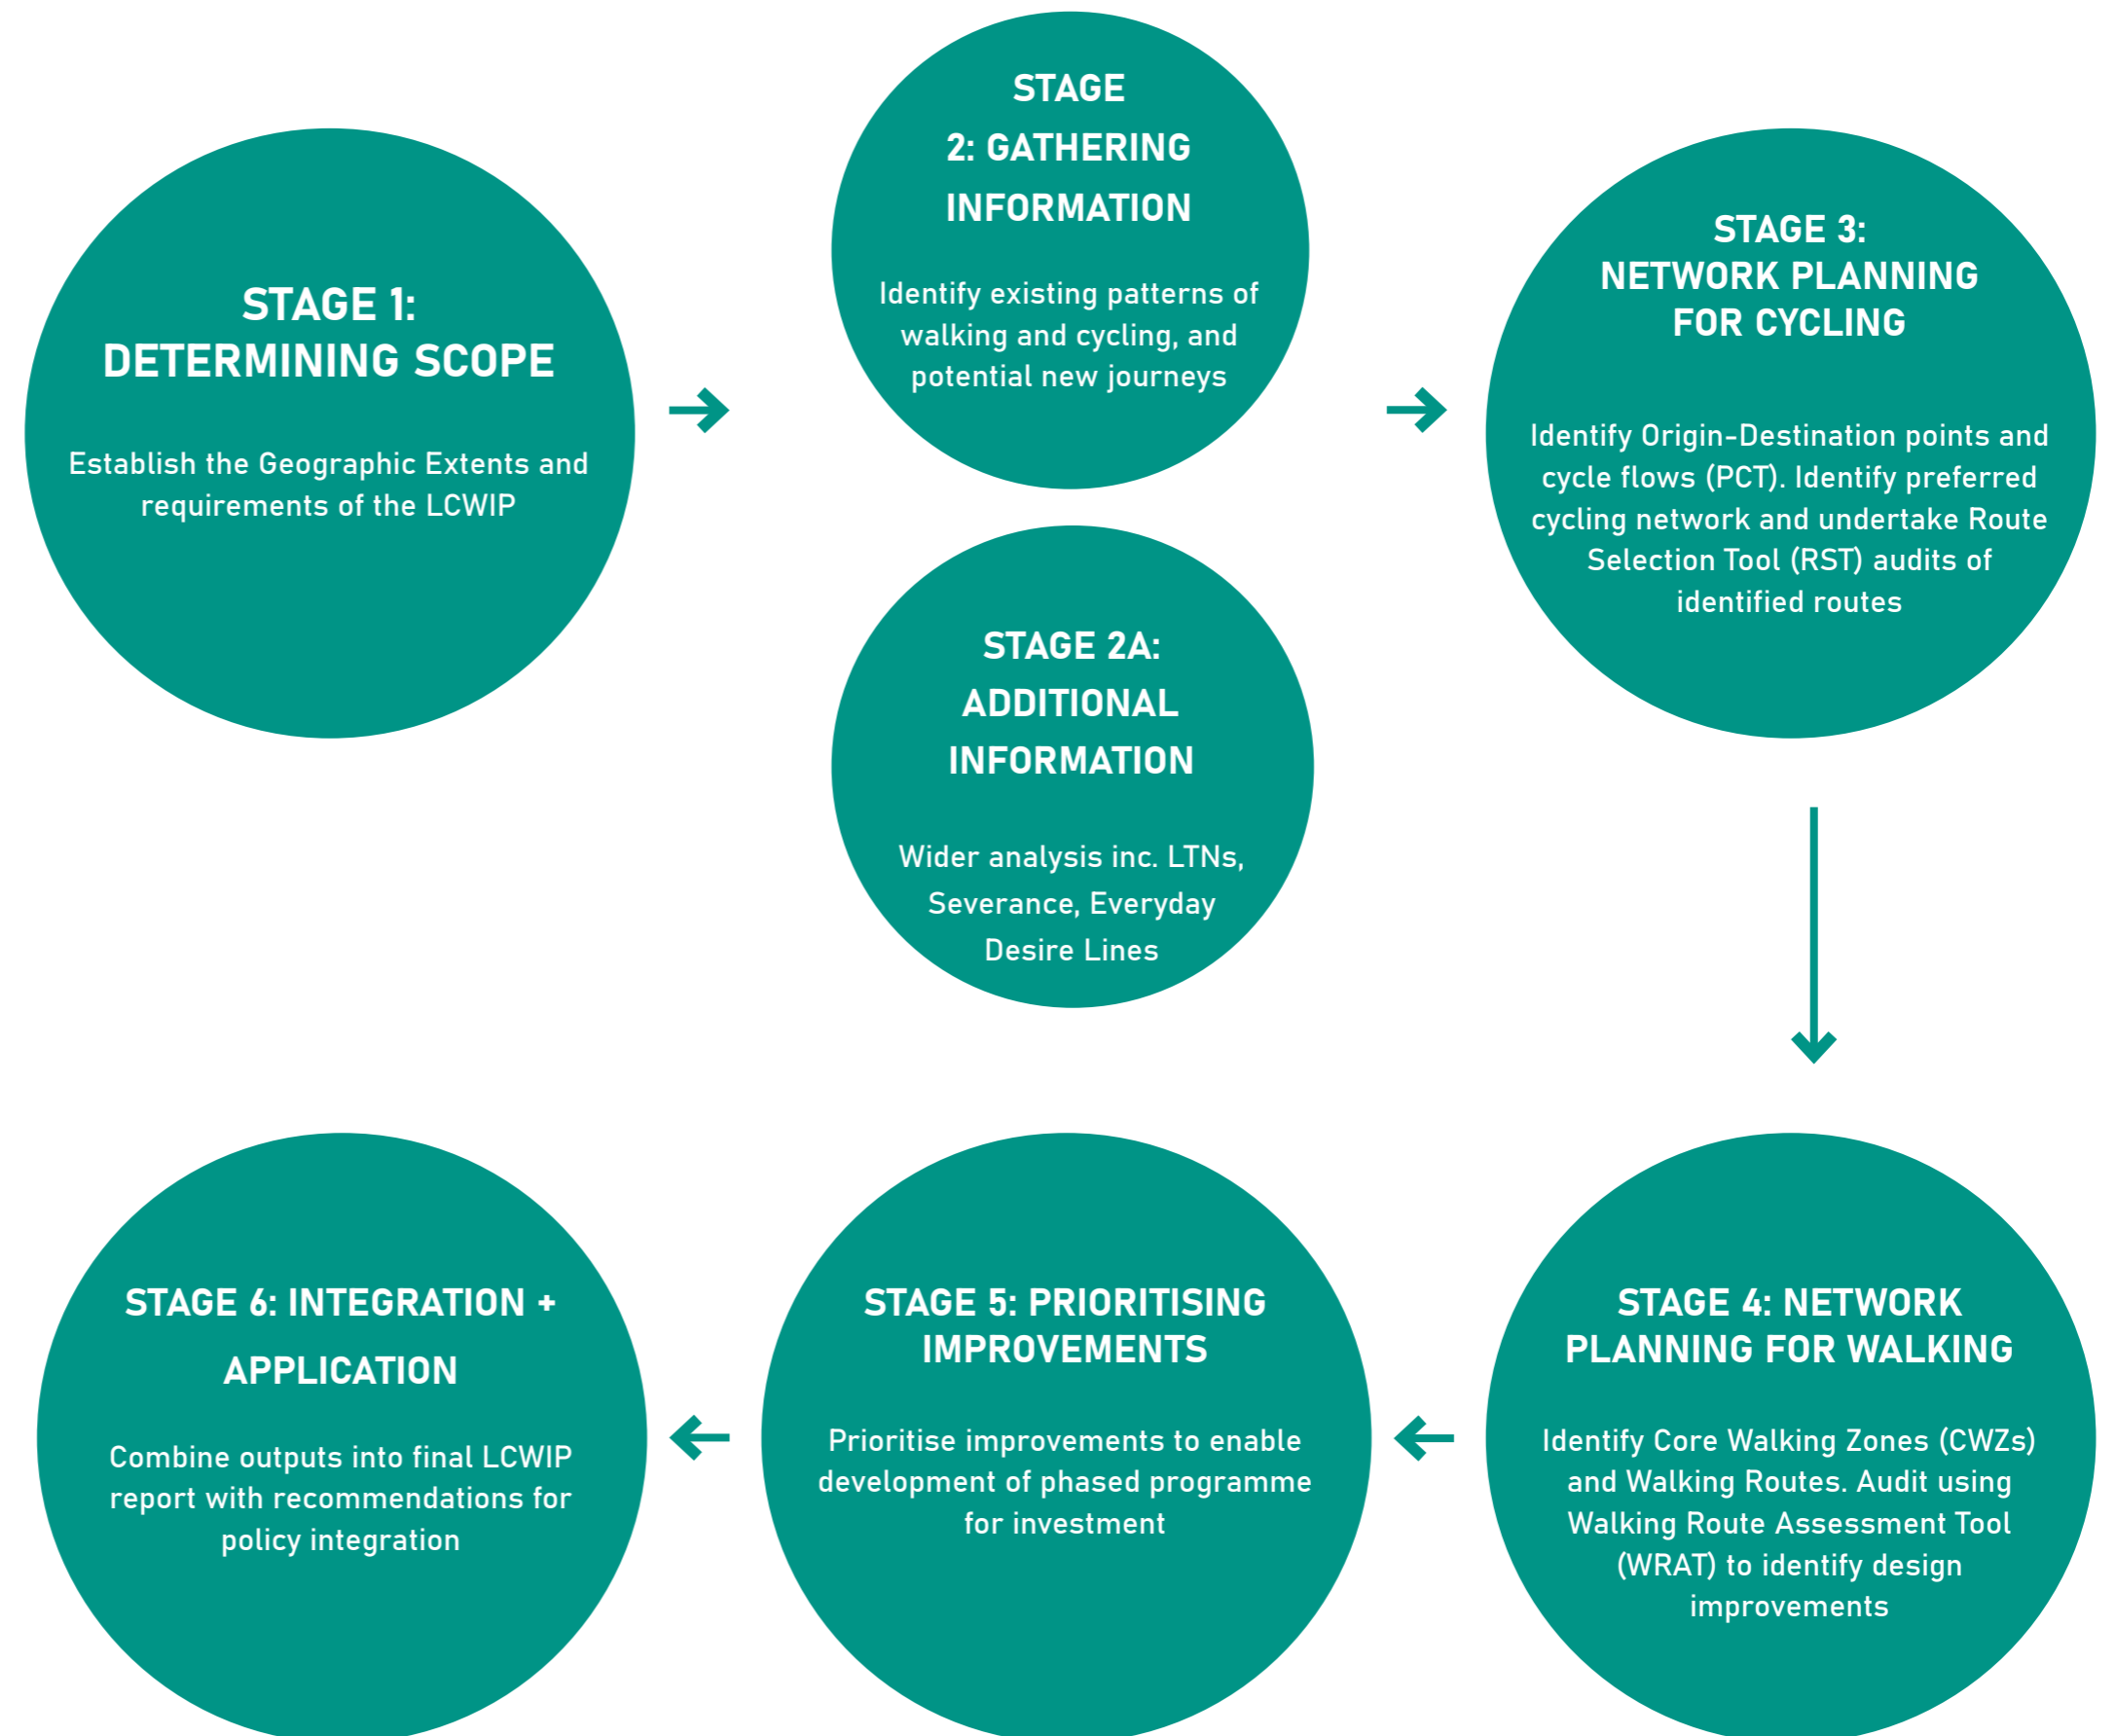 STAGE 1:
DETERMINING SCOPE
Establish the Geographic Extents and
requirements of the LCWIP
STAGE
2: GATHERING
INFORMATION
Identify existing patterns of
walking and cycling, and
potential new journeys
STAGE 2A:
ADDITIONAL
INFORMATION
Wider analysis inc. LTNs,
Severance, Everyday
Desire Lines
STAGE 3:
NETWORK PLANNING
FOR CYCLING
Identify Origin-Destination points and
cycle flows (PCT). Identify preferred
cycling network and undertake Route
Selection Tool (RST) audits of
identified routes
STAGE 4: NETWORK
PLANNING FOR WALKING
Identify Core Walking Zones (CWZs)
and Walking Routes. Audit using
Walking Route Assessment Tool
(WRAT) to identify design
improvements
STAGE 5: PRIORITISING
IMPROVEMENTS
Prioritise improvements to enable
development of phased programme
for investment
STAGE 6: INTEGRATION +
APPLICATION
Combine outputs into final LCWIP
report with recommendations for
policy integration